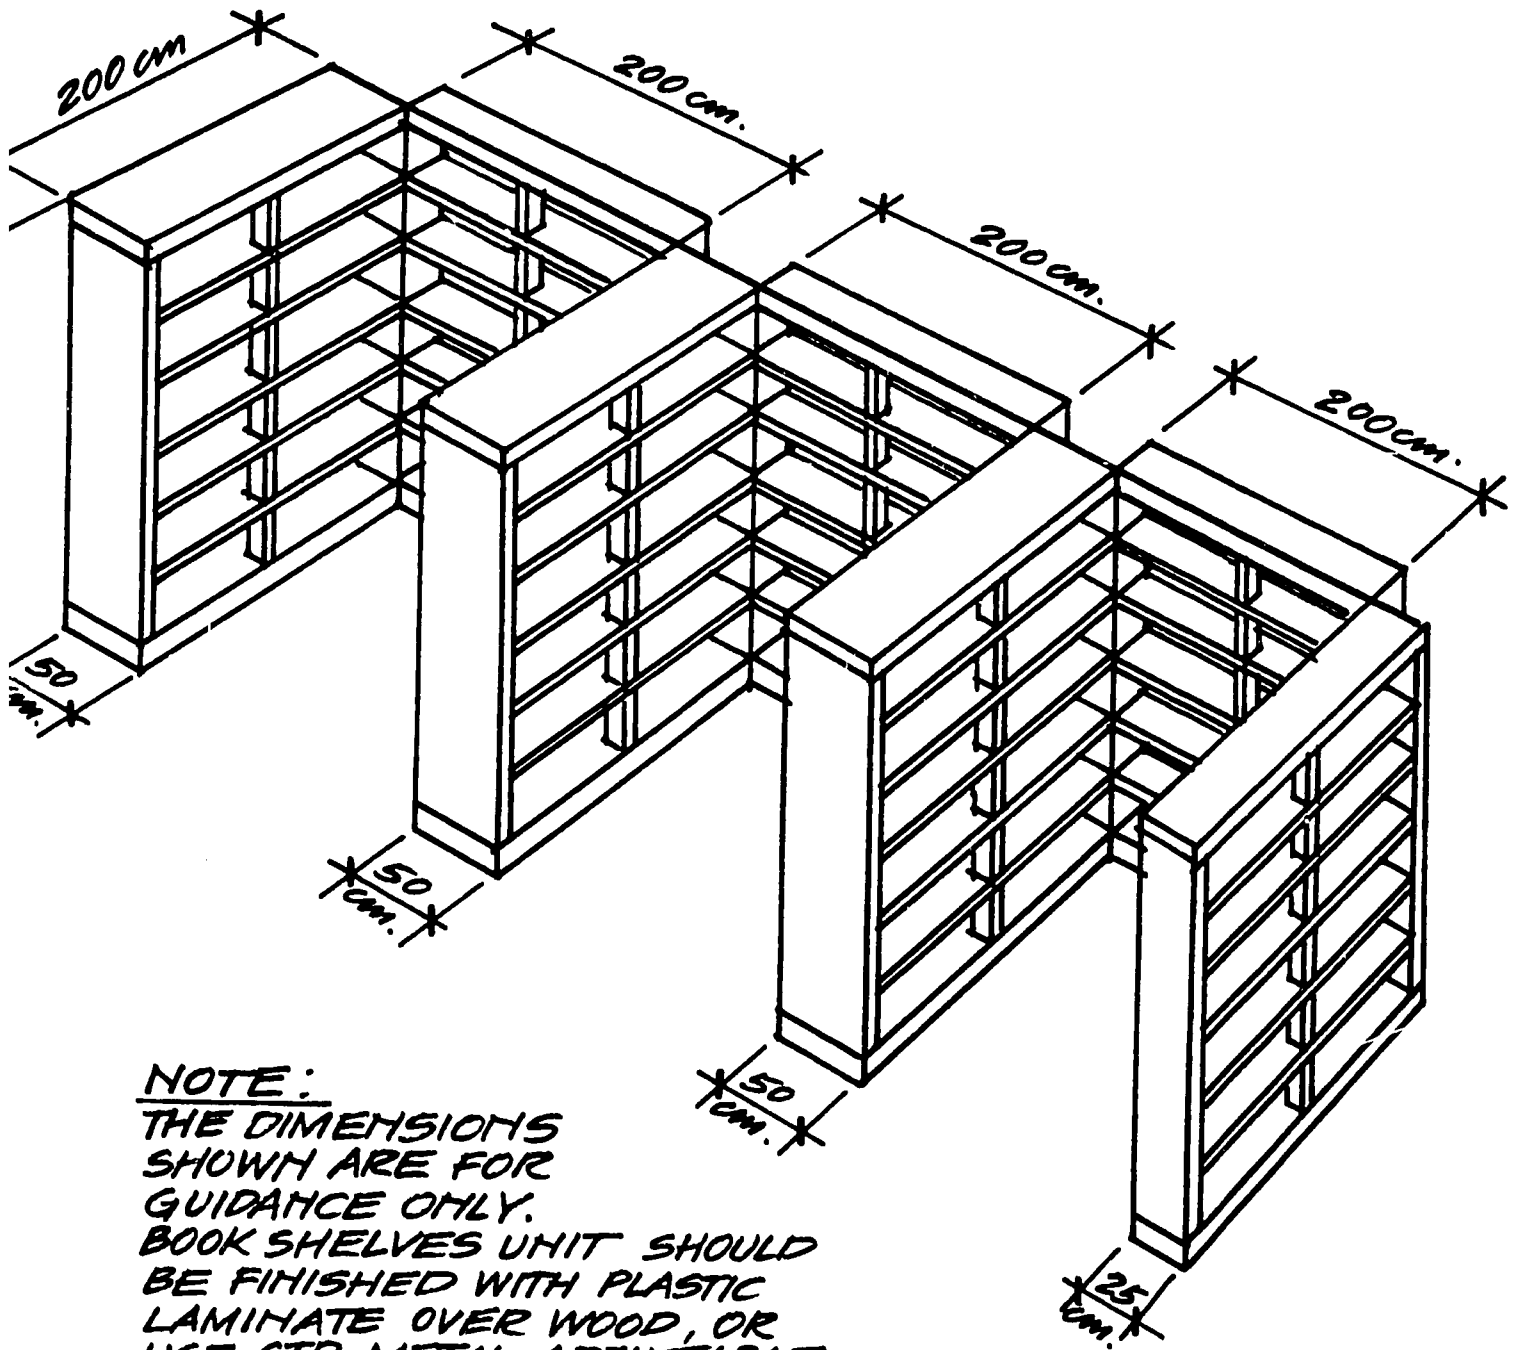 200 cm
200 cm.
200 cm.
200 cm.
50
cm.
50
cm.
50
cm.
25
cm.
NOTE:
THE DIMENSIONS
SHOWN ARE FOR
GUIDANCE ONLY.
BOOK SHELVES UNIT SHOULD
BE FINISHED WITH PLASTIC
LAMINATE OVER WOOD, OR